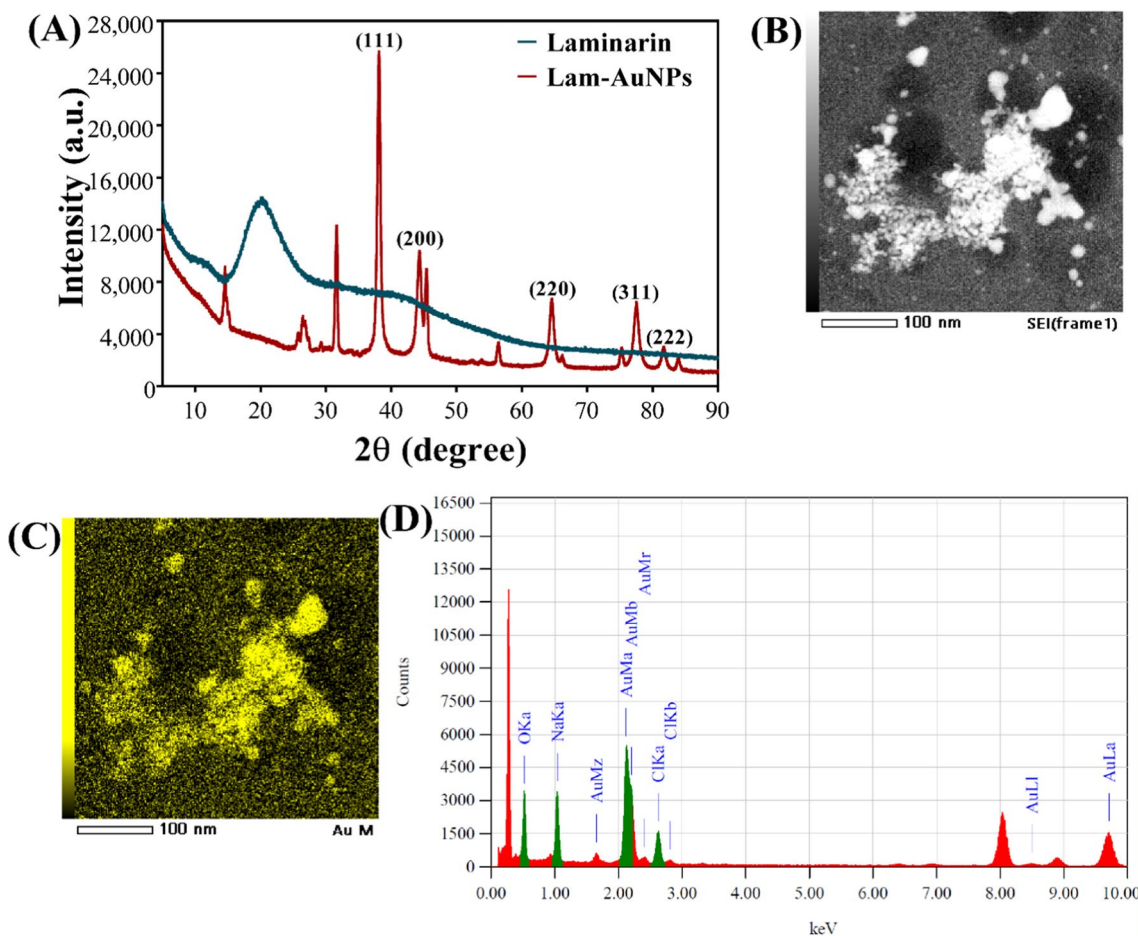 (A)
28,000
24,000
20,000
16,000
12,000
8,000
4,000
0
Intensity (a.u.)
10 20 30 40 50 60 70 80 90
2θ (degree)
Laminarin
Lam-AuNPs
(111)
(200)
(220)
(311)
(222)
(B)
100 nm
SEI(frame1)
(C)
100 nm
Au M
(D)
16500
15000
13500
12000
10500
9000
7500
6000
4500
3000
1500
0
Counts
0.00 1.00 2.00 3.00 4.00 5.00 6.00 7.00 8.00 9.00 10.00
keV
OKa
NaKa
AuMz
AuMa
AuMb
AuMr
ClKa
ClKb
AuLl
AuLa